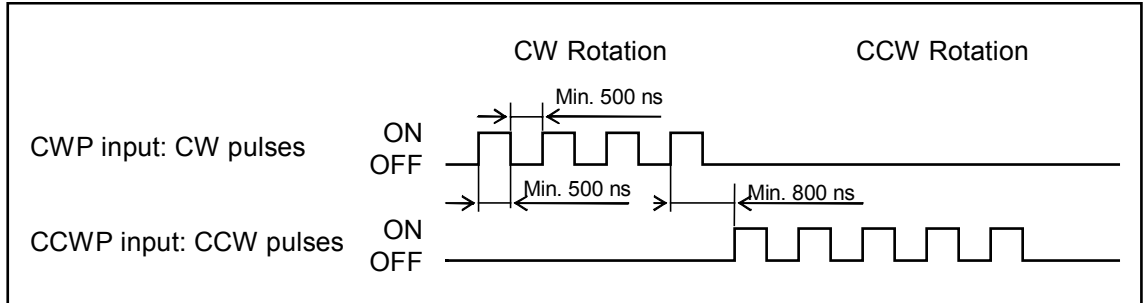 CW Rotation CCW Rotation
Min. 500 ns
CWP input: CW pulses ON
OFF
Min. 500 ns Min. 800 ns
CCWP input: CCW pulses ON
OFF